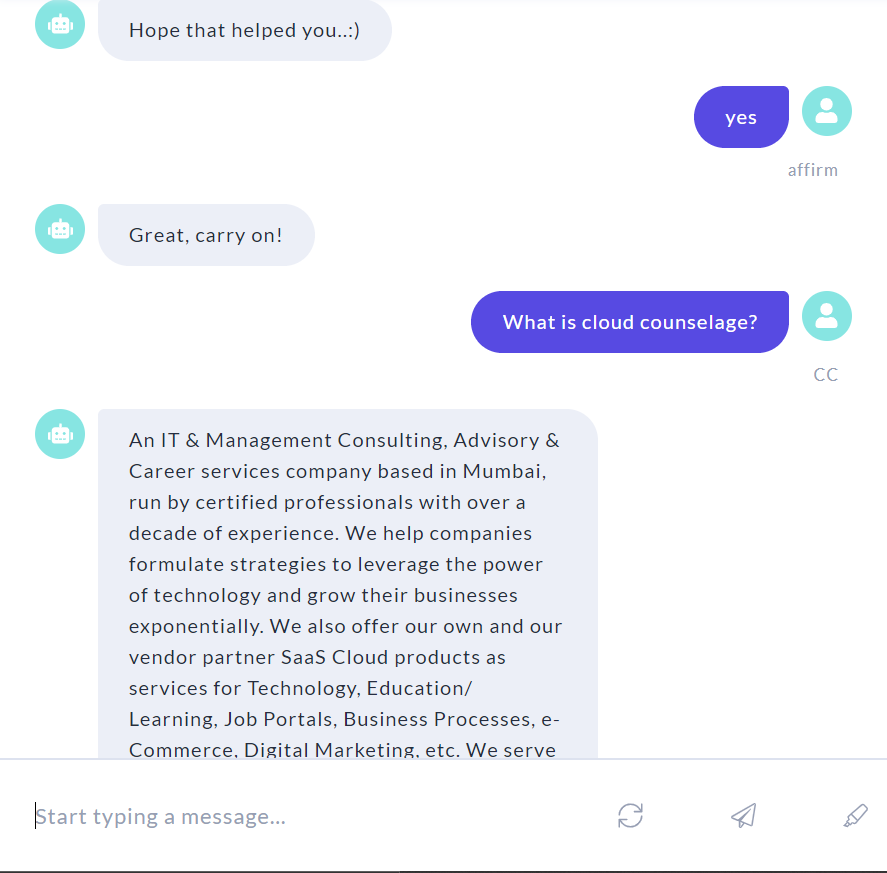 Hope that helped you..:)
yes
affirm
Great, carry on!
What is cloud counselage?
CC
An IT & Management Consulting, Advisory &
Career services company based in Mumbai,
run by certified professionals with over a
decade of experience. We help companies
formulate strategies to leverage the power
of technology and grow their businesses
exponentially. We also offer our own and our
vendor partner SaaS Cloud products as
services for Technology, Education/
Learning, Job Portals, Business Processes, e-
Commerce, Digital Marketing, etc. We serve
Start typing a message...